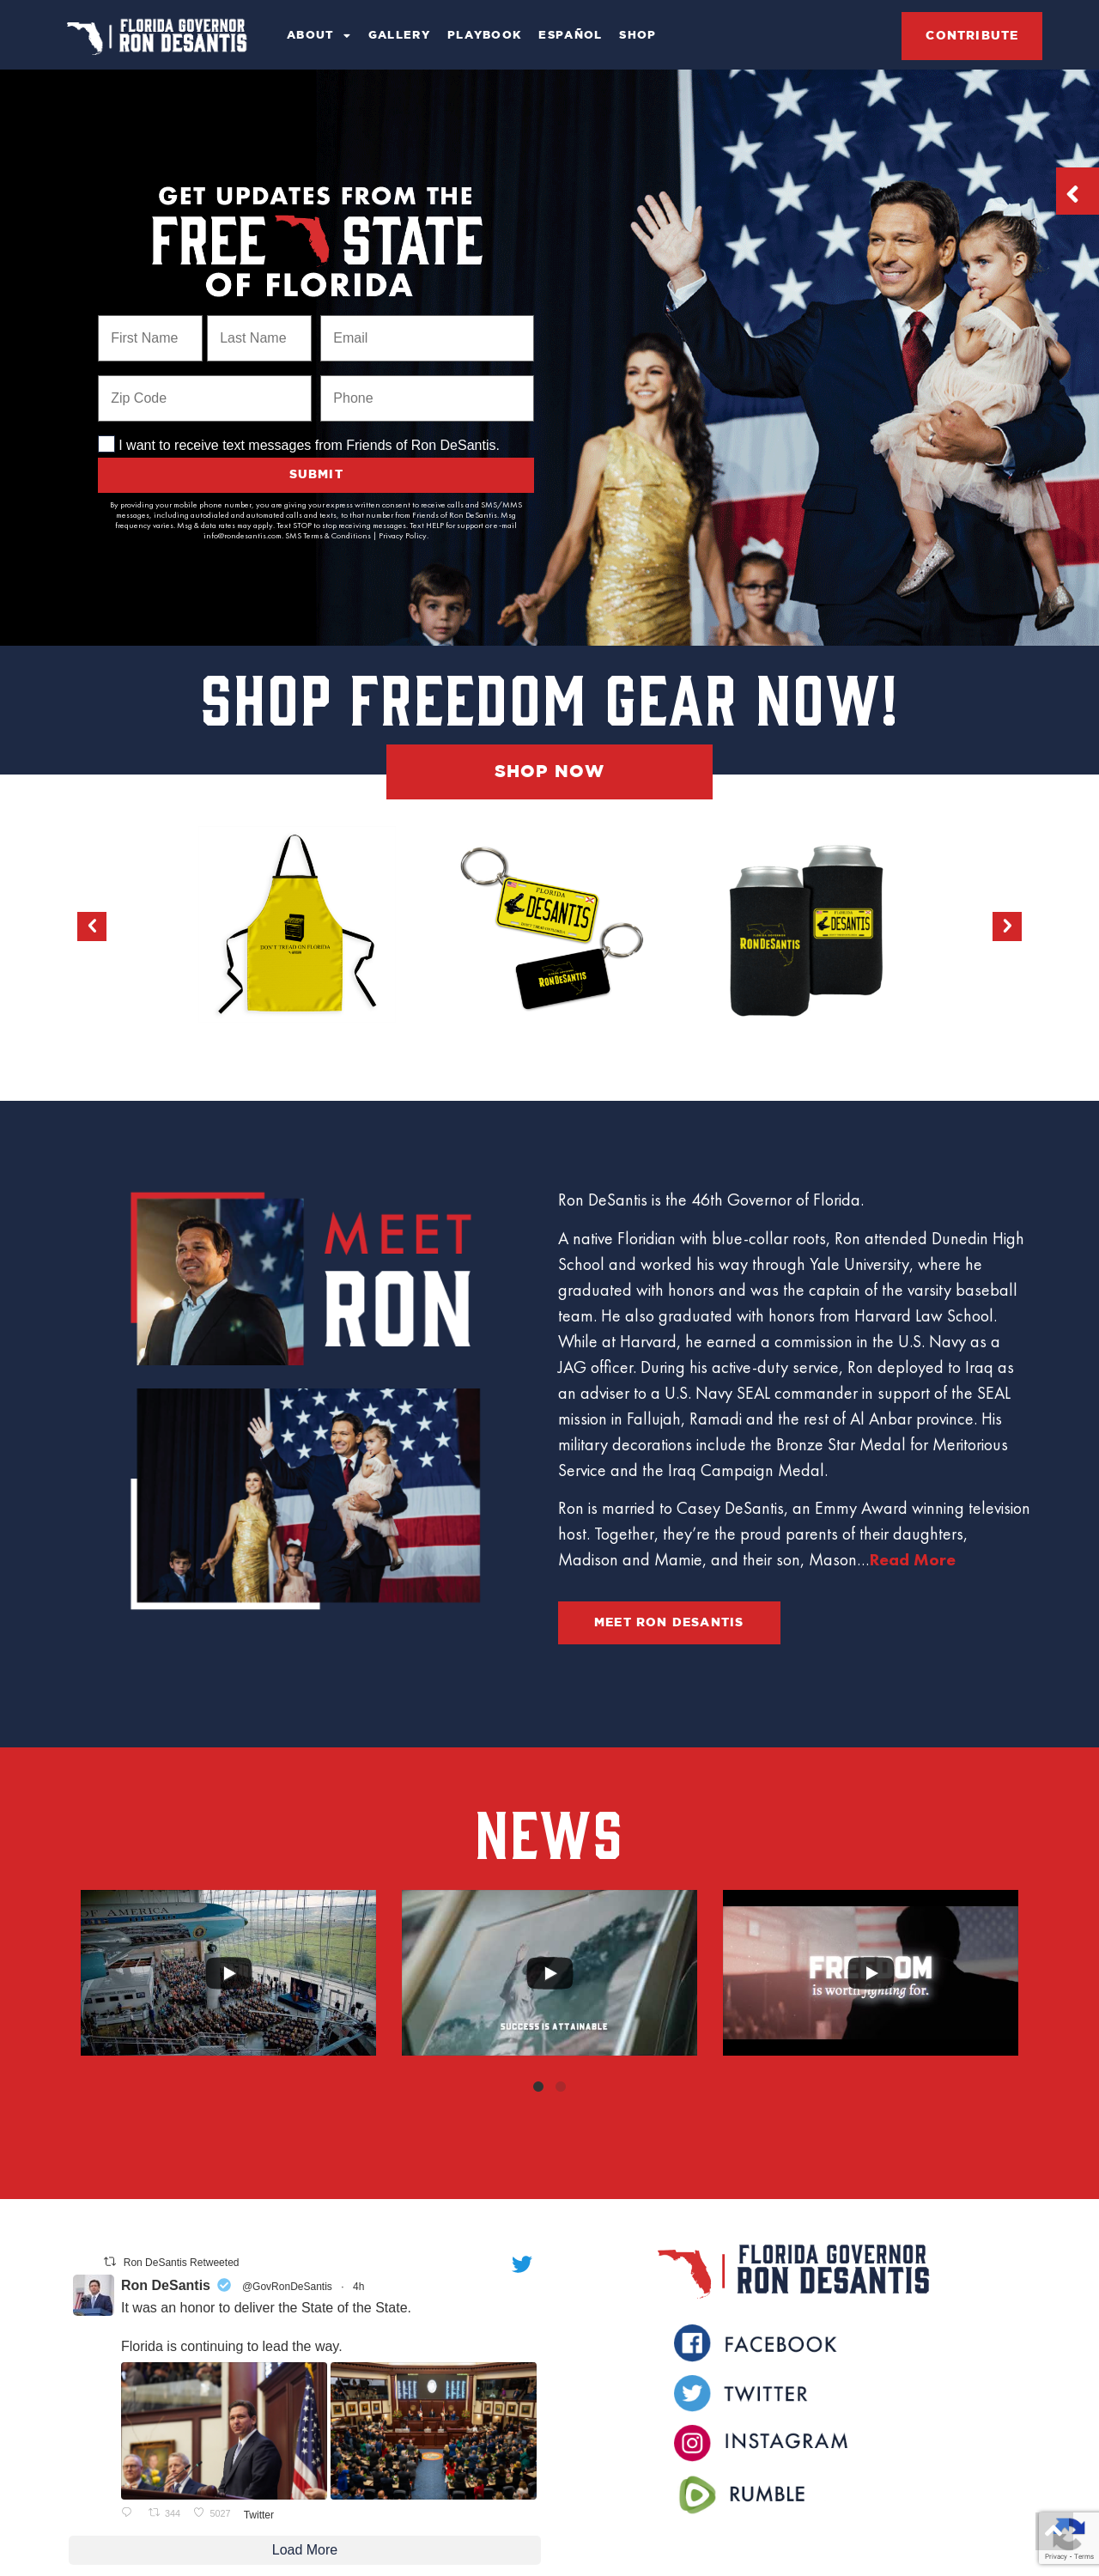 FLORIDA GOVERNOR
RON DESANTIS
ABOUT
GALLERY
PLAYBOOK
ESPAÑOL
SHOP
CONTRIBUTE
GET UPDATES FROM THE
FREE STATE
OF FLORIDA
First Name
Last Name
Email
Zip Code
Phone
I want to receive text messages from Friends of Ron DeSantis.
SUBMIT
By providing your mobile phone number, you are giving your express written consent to receive calls and SMS/MMS
messages, including autodialed and automated calls and texts, to that number from Friends of Ron DeSantis. Msg
frequency varies. Msg & data rates may apply. Text STOP to stop receiving messages. Text HELP for support or e-mail
info@rondesantis.com. SMS Terms & Conditions | Privacy Policy.
SHOP FREEDOM GEAR NOW!
SHOP NOW
DON'T TREAD ON FLORIDA
FLORIDA
DESANTIS
RON DESANTIS
RONDESANTIS
FLORIDA
DESANTIS
MEET
RON
Ron DeSantis is the 46th Governor of Florida.
A native Floridian with blue-collar roots, Ron attended Dunedin High
School and worked his way through Yale University, where he
graduated with honors and was the captain of the varsity baseball
team. He also graduated with honors from Harvard Law School.
While at Harvard, he earned a commission in the U.S. Navy as a
JAG officer. During his active-duty service, Ron deployed to Iraq as
an adviser to a U.S. Navy SEAL commander in support of the SEAL
mission in Fallujah, Ramadi and the rest of Al Anbar province. His
military decorations include the Bronze Star Medal for Meritorious
Service and the Iraq Campaign Medal.
Ron is married to Casey DeSantis, an Emmy Award winning television
host. Together, they're the proud parents of their daughters,
Madison and Mamie, and their son, Mason...Read More
MEET RON DESANTIS
NEWS
OF AMERICA
SUCCESS IS ATTAINABLE
FREEDOM
is worth fighting for.
Ron DeSantis Retweeted
Ron DeSantis @GovRonDeSantis · 4h
It was an honor to deliver the State of the State.
Florida is continuing to lead the way.
344 5027 Twitter
Load More
FLORIDA GOVERNOR
RON DESANTIS
FACEBOOK
TWITTER
INSTAGRAM
RUMBLE
Privacy - Terms